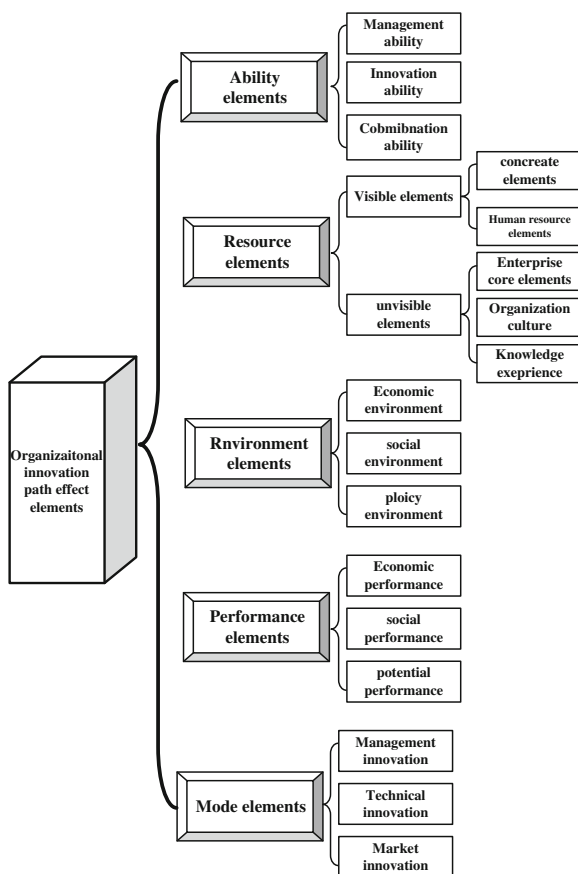 Organizaitonal
innovation
path effect
elements
Ability
elements
Management
ability
Innovation
ability
Cobmibnation
ability
Resource
elements
Visible elements
concreate
elements
Human resource
elements
unvisible
elements
Enterprise
core elements
Organization
culture
Knowledge
exeprience
Rnvironment
elements
Economic
environment
social
environment
ploicy
environment
Performance
elements
Economic
performance
social
performance
potential
performance
Mode elements
Management
innovation
Technical
innovation
Market
innovation